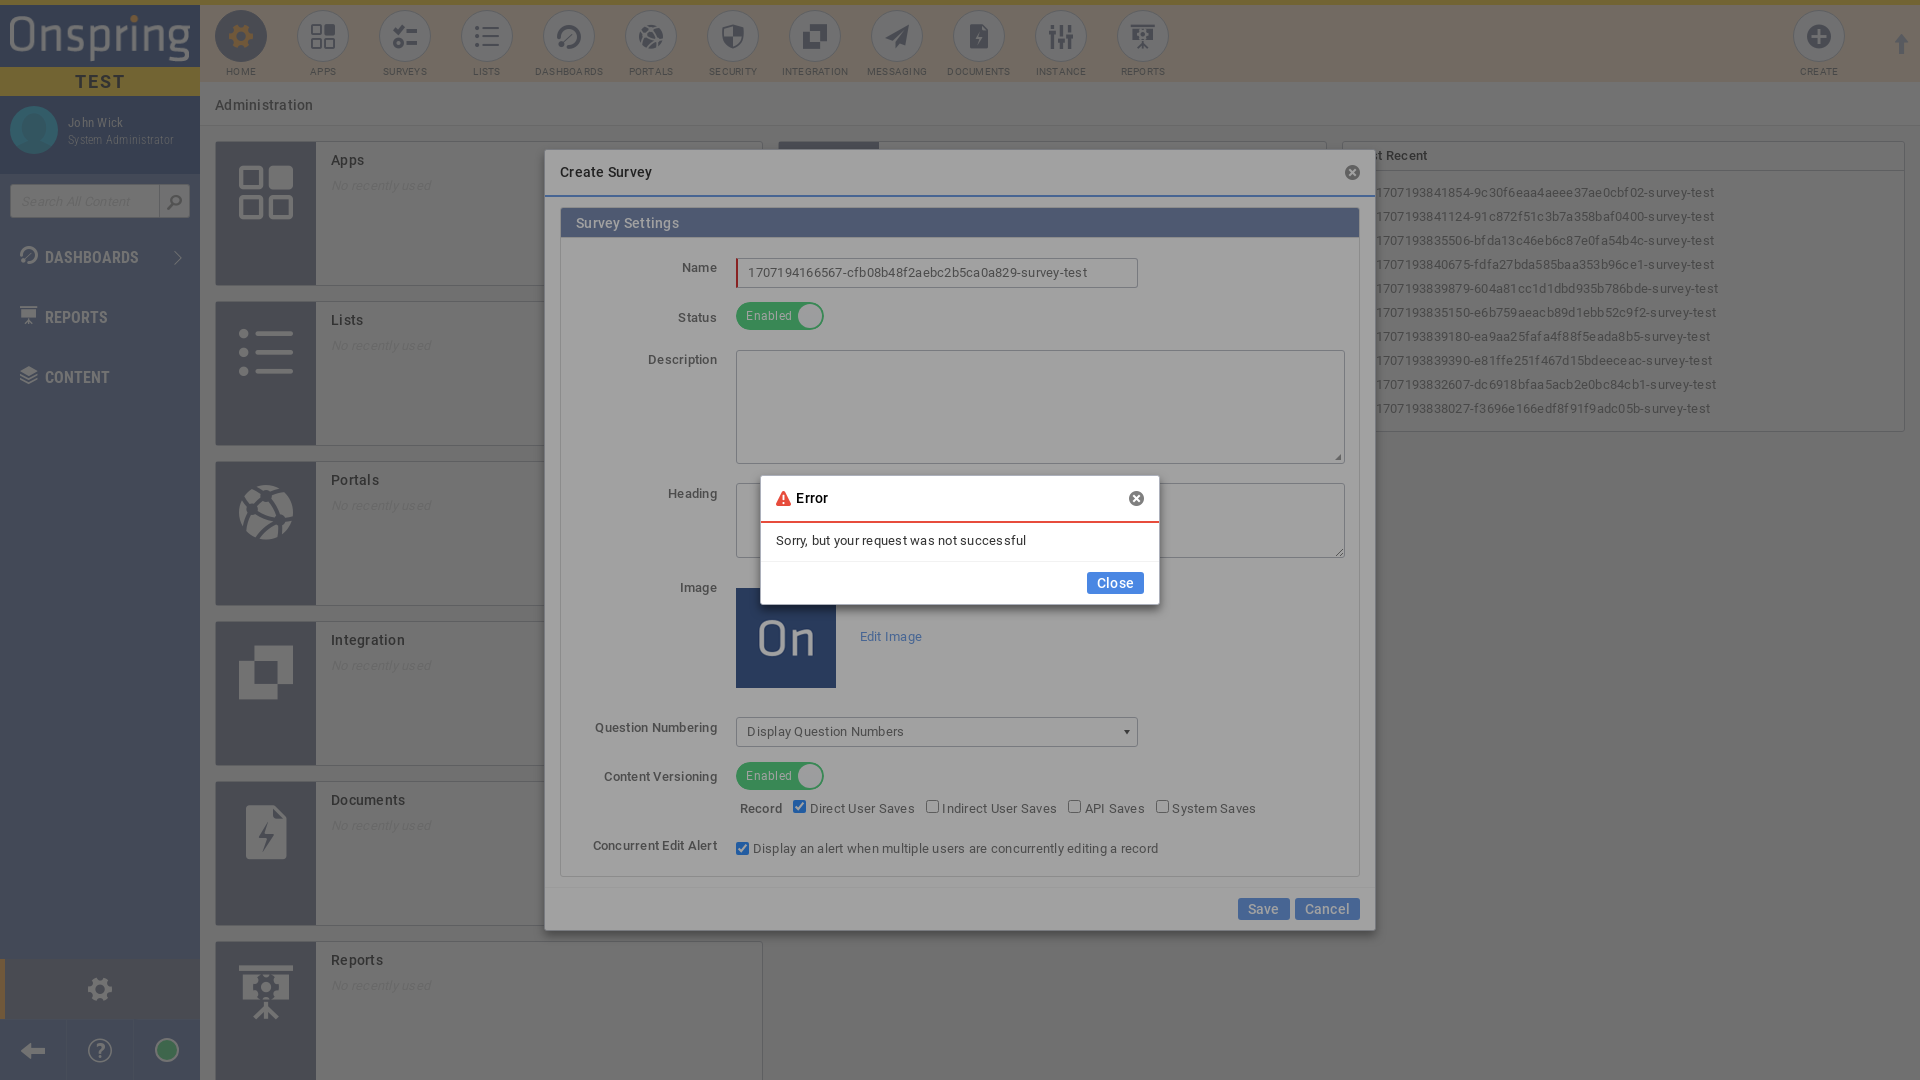 Onspring
TEST
John Wick
System Administrator
Search All Content
DASHBOARDS
REPORTS
CONTENT
HOME
APPS
SURVEYS
LISTS
DASHBOARDS
PORTALS
SECURITY
INTEGRATION
MESSAGING
DOCUMENTS
INSTANCE
REPORTS
CREATE
Administration
Apps
No recently used
Lists
No recently used
Portals
No recently used
Integration
No recently used
Documents
No recently used
Reports
No recently used
Create Survey
Survey Settings
Name
1707194166567-cfb08b48f2aebc2b5ca0a829-survey-test
Status
Enabled
Description
Heading
Image
On
Edit Image
Question Numbering
Display Question Numbers
Content Versioning
Enabled
Record Direct User Saves Indirect User Saves API Saves System Saves
Concurrent Edit Alert
Display an alert when multiple users are concurrently editing a record
Save Cancel
Error
Sorry, but your request was not successful
Close
Recent
1707193841854-9c30f6eaa4aeee37ae0cbf02-survey-test
1707193841124-91c872f51c3b7a358baf0400-survey-test
1707193835506-bfda13c46eb6c87e0fa54b4c-survey-test
1707193840675-fdfa27bda585baa353b96ce1-survey-test
1707193839879-604a81cc1d1dbd935b786bde-survey-test
1707193835150-e6b759aeacb89d1ebb52c9f2-survey-test
1707193839180-ea9aa25fafa4f88f5eada8b5-survey-test
1707193839390-e81ffe251f467d15bdeeceac-survey-test
1707193832607-dc6918bfaa5acb2e0bc84cb1-survey-test
1707193838027-f3696e166edf8f91f9adc05b-survey-test